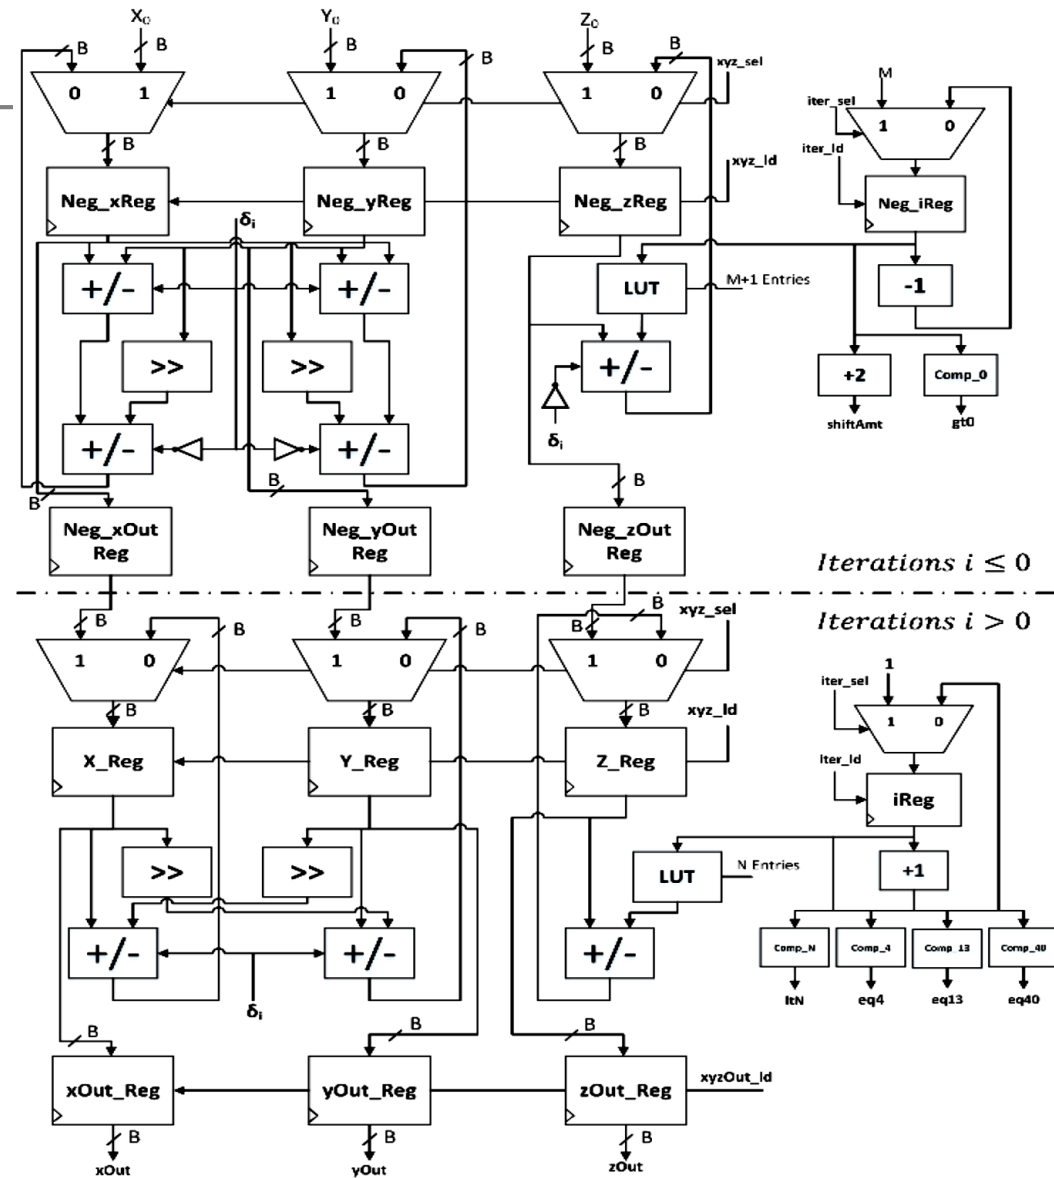 X₀ Y₀ Z₀
B B B B B B
xyz_sel
0 1 1 0 1 0
M
iter_sel
1 0
B B B
iter_ld
xyz_ld
Neg_xReg Neg_yReg Neg_zReg Neg_iReg
δᵢ
+/- +/- LUT M+1 Entries -1
>> >> +/- +2 Comp_0
shiftAmt gt0
δᵢ
+/- +/-
B B B
Neg_xOut Reg Neg_yOut Reg Neg_zOut Reg
Iterations i ≤ 0
Iterations i > 0
xyz_sel
B B B B B B
1 0 1 0 1 0
1
iter_sel
1 0
B B B
xyz_ld
X_Reg Y_Reg Z_Reg
Iter_ld
iReg
>> >> LUT N Entries +1
+/- +/- +/- Comp_N Comp_4 Comp_13 Comp_40
ltN eq4 eq13 eq40
δᵢ
B B B
xOut_Reg yOut_Reg zOut_Reg xyzOut_ld
B B B
xOut yOut zOut